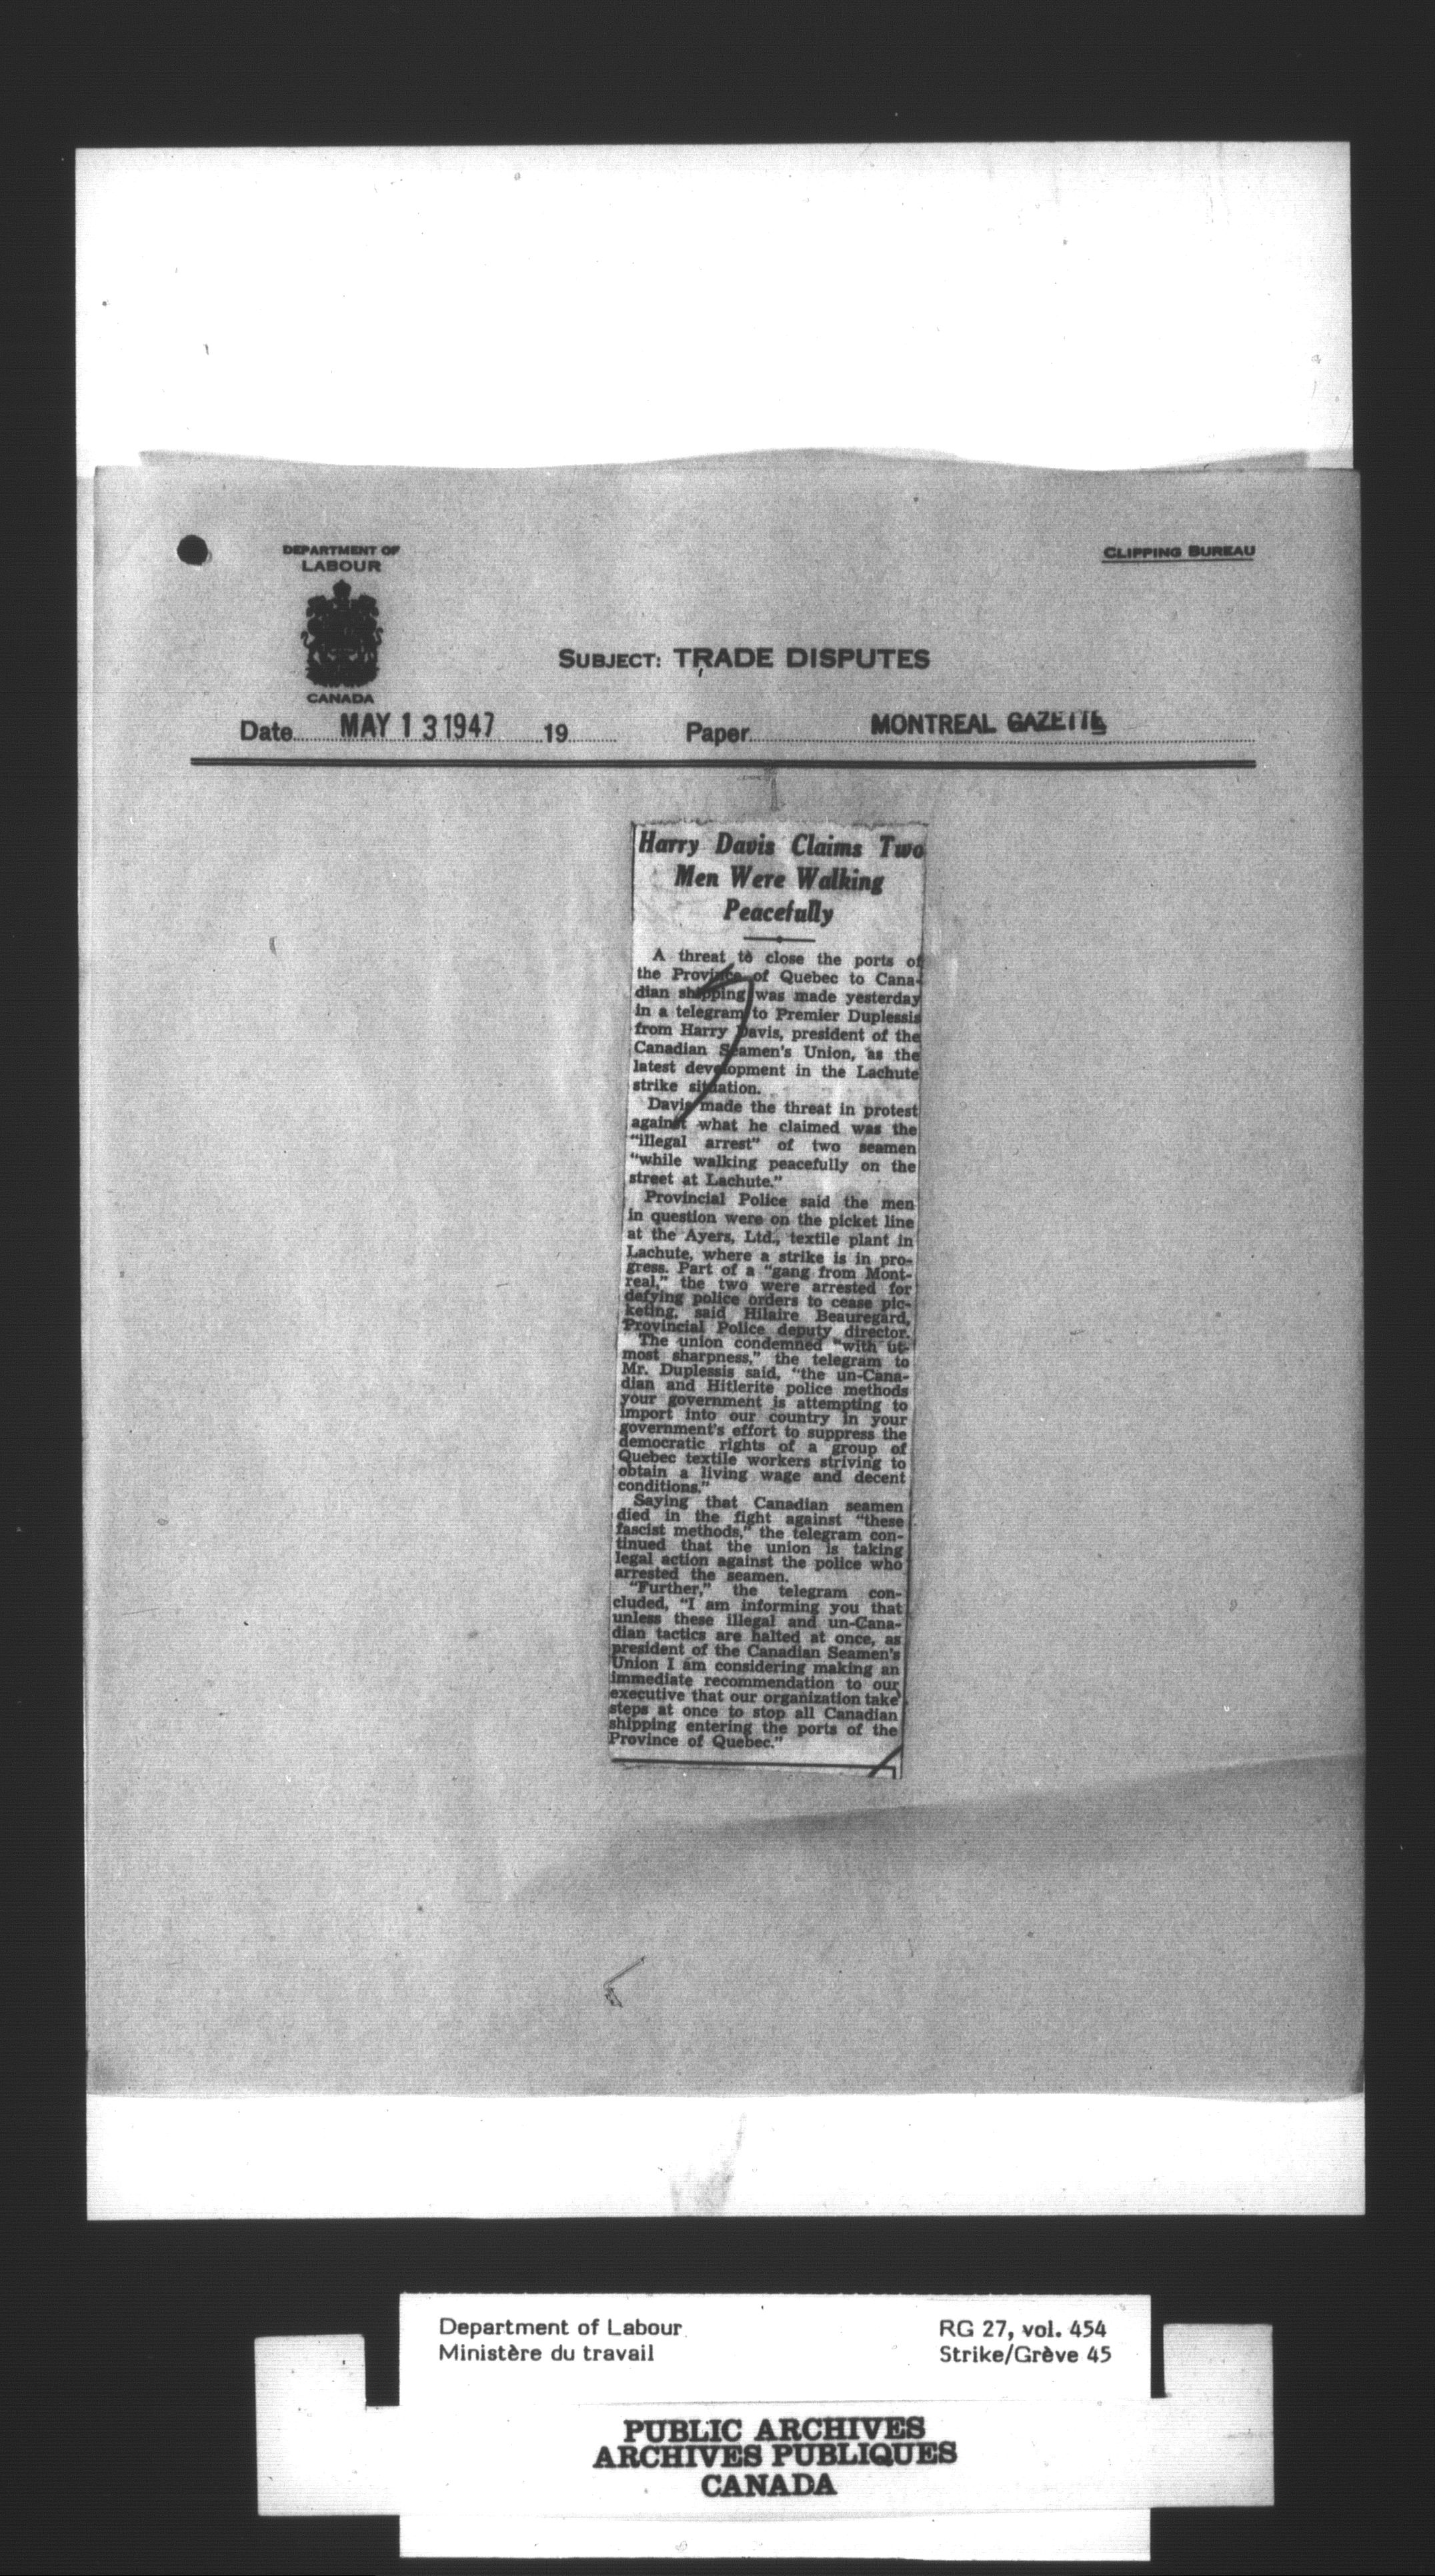 DEPARTMENT OF
LABOUR
CANADA
CLIPPING BUREAU
SUBJECT: TRADE DISPUTES
Date MAY 13 1947 19 Paper MONTREAL GAZETTE
Harry Davis Claims Two
Men Were Walking
Peacefully
A threat to close the ports of
the Province of Quebec to Cana-
dian shipping was made yesterday
in a telegram to Premier Duplessis
from Harry Davis, president of the
Canadian Seamen's Union, as the
latest development in the Lachute
strike situation.
Davis made the threat in protest
against what he claimed was the
"illegal arrest" of two seamen
"while walking peacefully on the
street at Lachute."
Provincial Police said the men
in question were on the picket line
at the Ayers, Ltd., textile plant in
Lachute, where a strike is in pro-
gress. Part of a "gang from Mont-
real," the two were arrested for
defying police orders to cease pic-
keting, said Hilaire Beauregard,
Provincial Police deputy director.
The union condemned "with ut-
most sharpness," the telegram to
Mr. Duplessis said, "the un-Cana-
dian and Hitlerite police methods
your government is attempting to
import into our country in your
government's effort to suppress the
democratic rights of a group of
Quebec textile workers striving to
obtain a living wage and decent
conditions."
Saying that Canadian seamen
died in the fight against "these
fascist methods," the telegram con-
tinued that the union is taking
legal action against the police who
arrested the seamen.
"Further," the telegram con-
cluded, "I am informing you that
unless these illegal and un-Cana-
dian tactics are halted at once, as
president of the Canadian Seamen's
Union I am considering making an
immediate recommendation to our
executive that our organization take
steps at once to stop all Canadian
shipping entering the ports of the
Province of Quebec."
Department of Labour
Ministère du travail
RG 27, vol. 454
Strike/Grève 45
PUBLIC ARCHIVES
ARCHIVES PUBLIQUES
CANADA